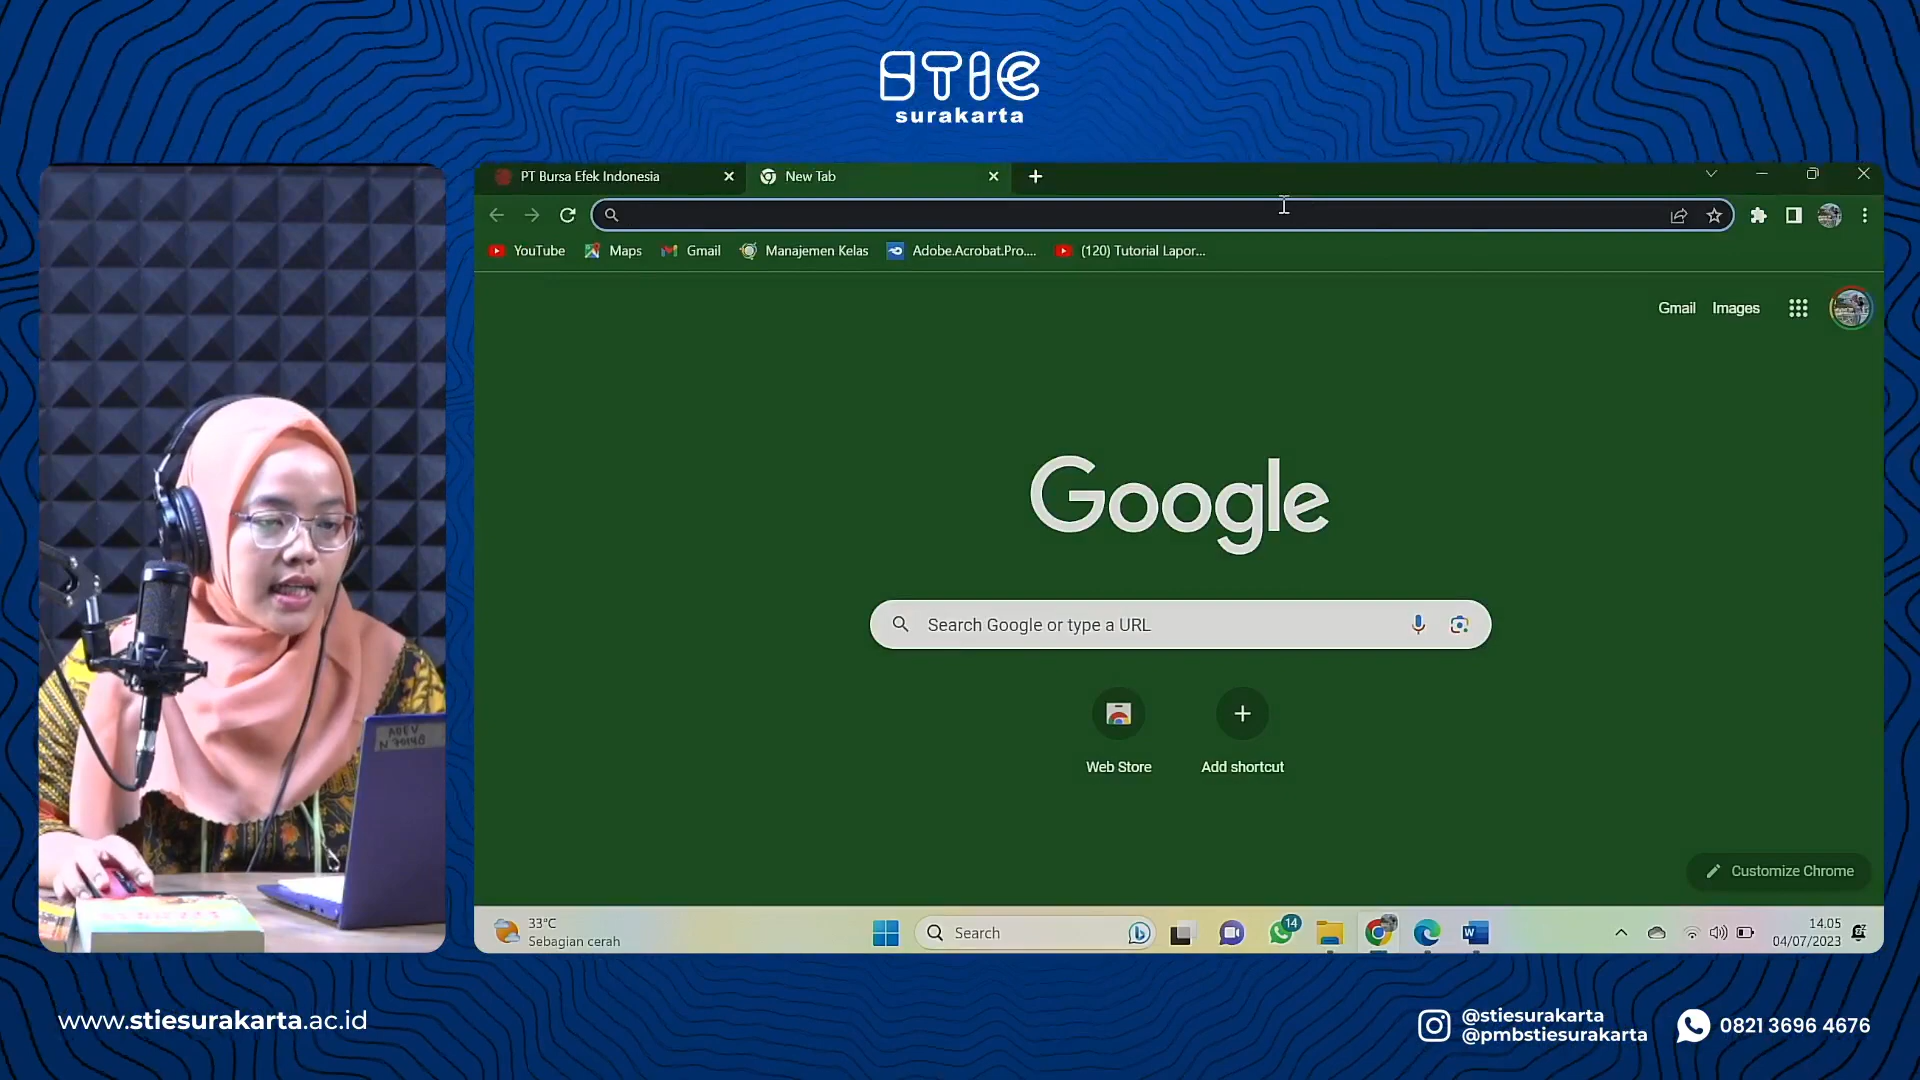 STIE
surakarta
PT Bursa Efek Indonesia
New Tab
YouTube
Maps
Gmail
Manajemen Kelas
Adobe.Acrobat.Pro....
(120) Tutorial Lapor...
Gmail
Images
Google
Search Google or type a URL
Web Store
Add shortcut
Customize Chrome
ADEV
33°C
Sebagian cerah
Search
14
14.05
04/07/2023
www.stiesurakarta.ac.id
@stiesurakarta
@pmbstiesurakarta
0821 3696 4676